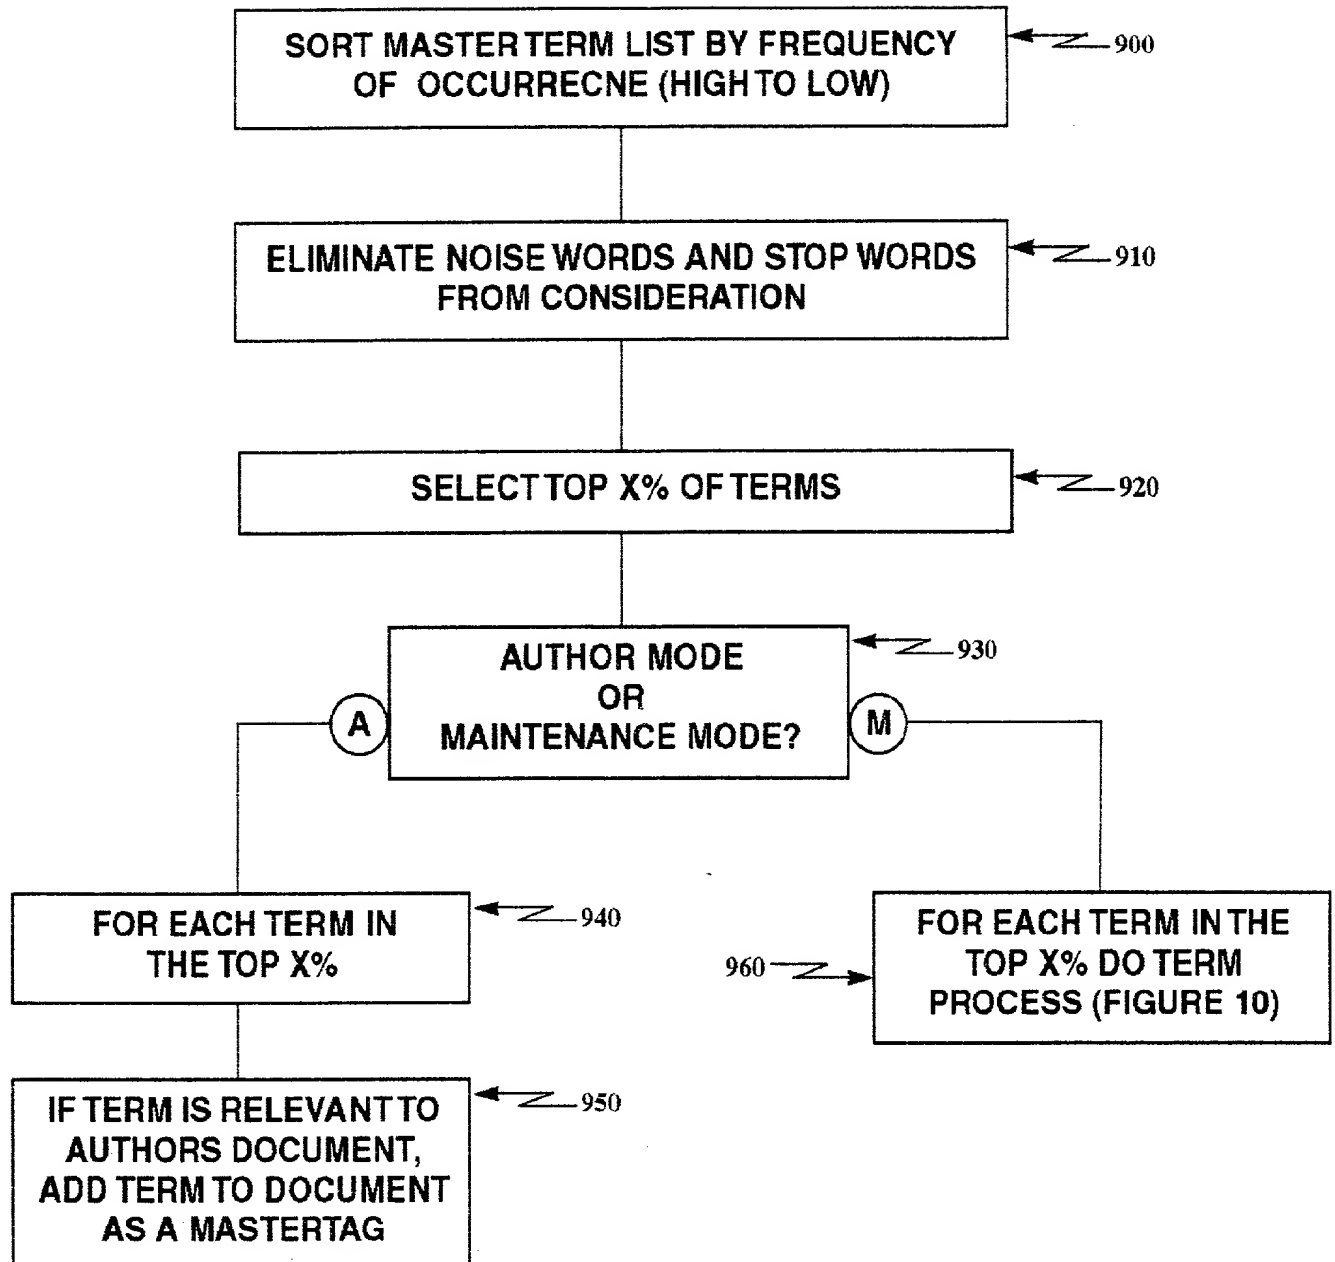 SORT MASTER TERM LIST BY FREQUENCY
OF OCCURRECNE (HIGH TO LOW)
900
ELIMINATE NOISE WORDS AND STOP WORDS
FROM CONSIDERATION
910
SELECT TOP X% OF TERMS
920
AUTHOR MODE
OR
MAINTENANCE MODE?
930
A
M
FOR EACH TERM IN
THE TOP X%
940
960
FOR EACH TERM IN THE
TOP X% DO TERM
PROCESS (FIGURE 10)
IF TERM IS RELEVANT TO
AUTHORS DOCUMENT,
ADD TERM TO DOCUMENT
AS A MASTERTAG
950